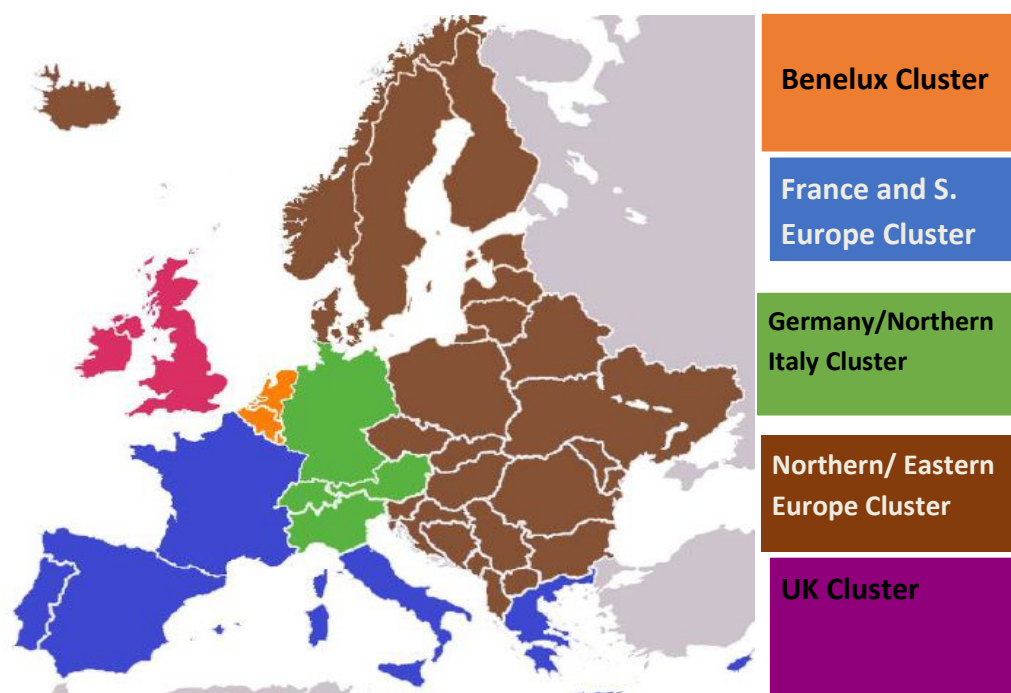 Benelux Cluster
France and S.
Europe Cluster
Germany/Northern
Italy Cluster
Northern/ Eastern
Europe Cluster
UK Cluster